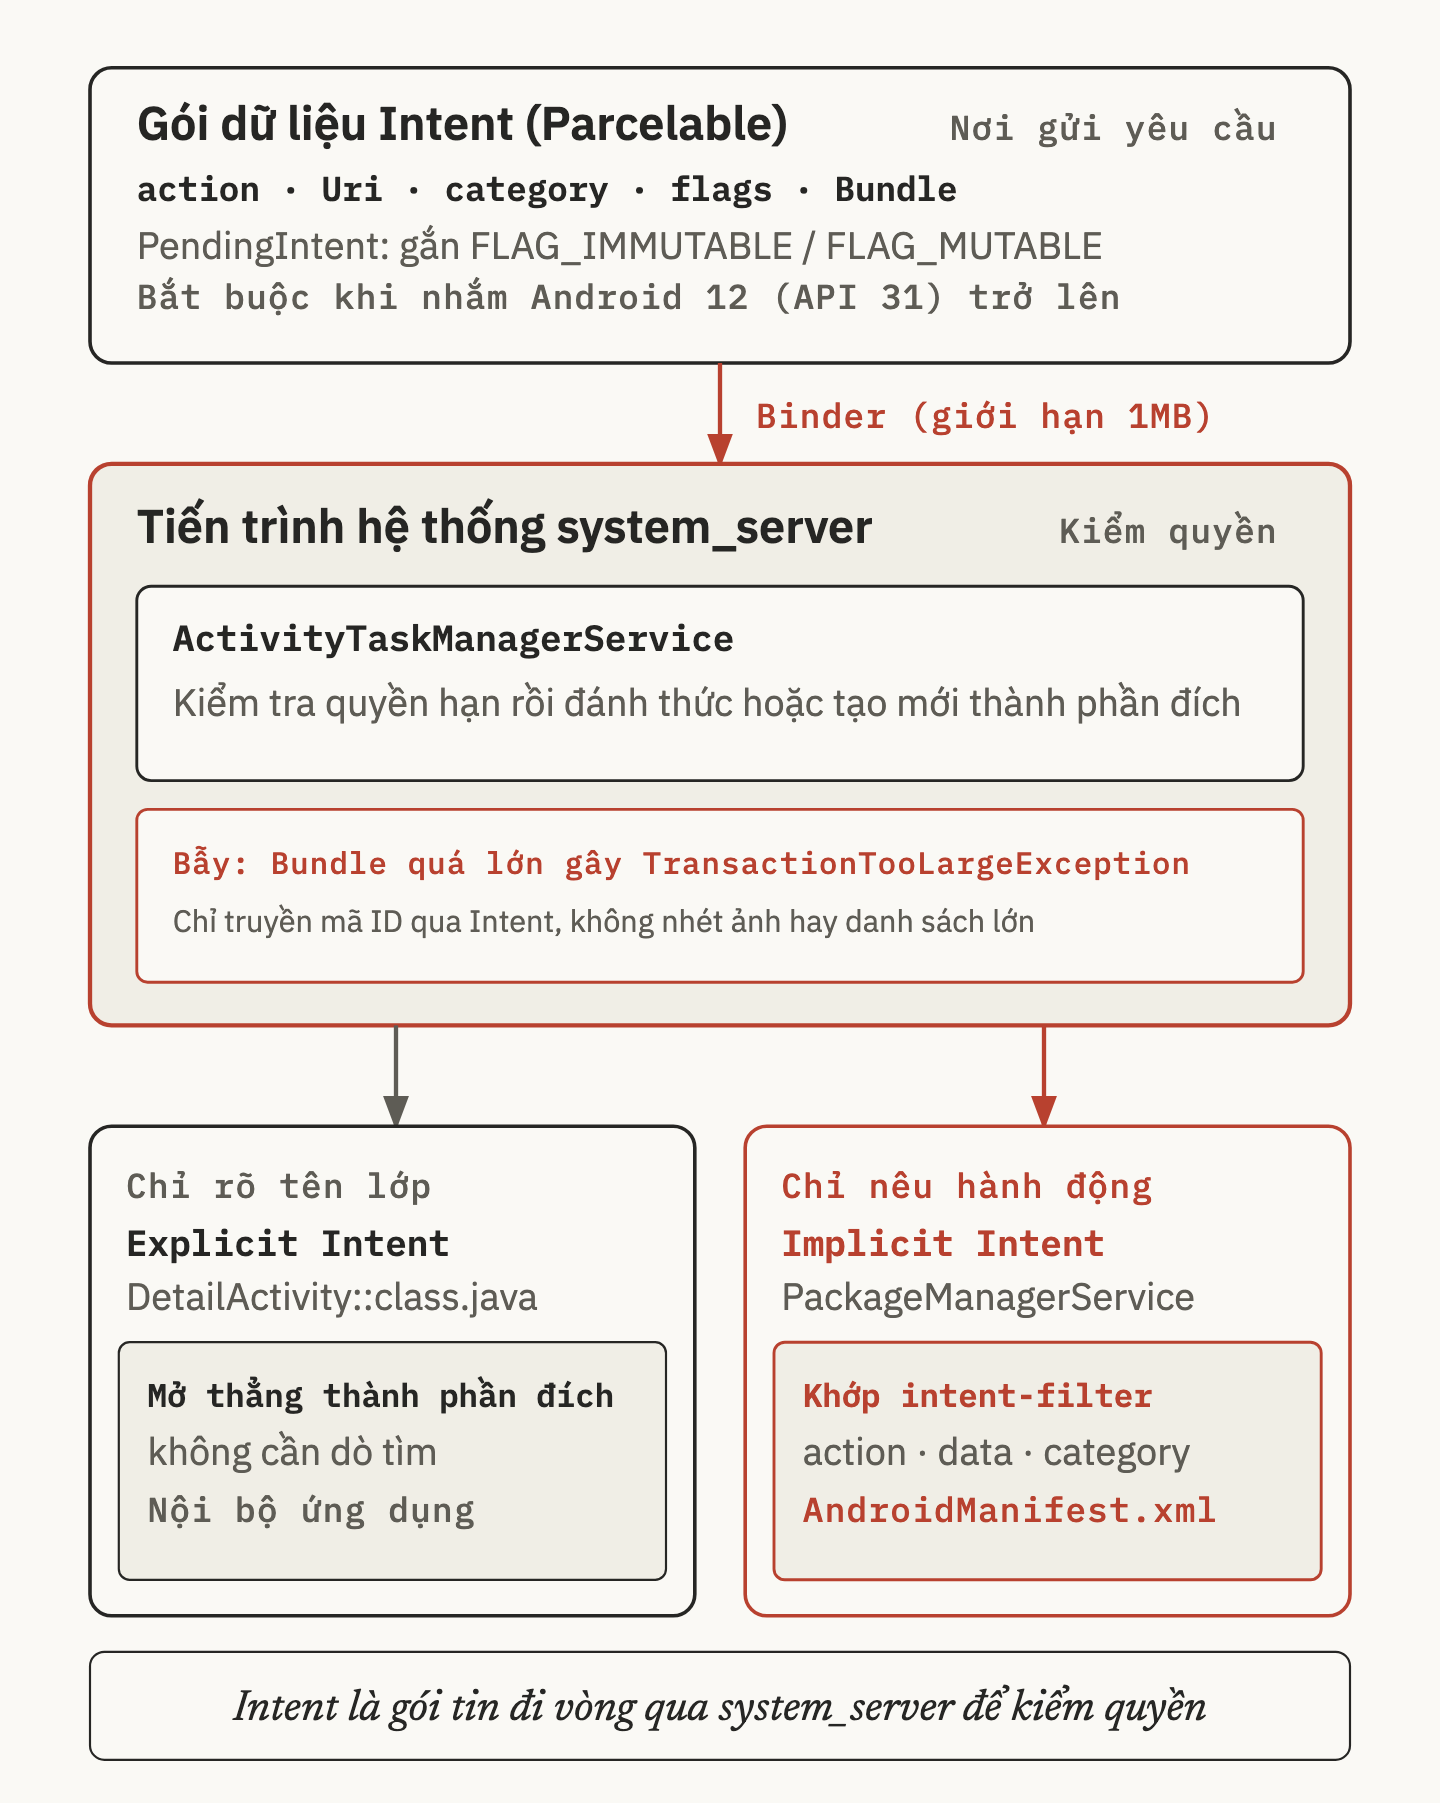 Gói dữ liệu Intent (Parcelable)
Nơi gửi yêu cầu
action · Uri · category · flags · Bundle
PendingIntent: gắn FLAG_IMMUTABLE / FLAG_MUTABLE
Bắt buộc khi nhắm Android 12 (API 31) trở lên
Binder (giới hạn 1MB)
Tiến trình hệ thống system_server
Kiểm quyền
ActivityTaskManagerService
Kiểm tra quyền hạn rồi đánh thức hoặc tạo mới thành phần đích
Bẫy: Bundle quá lớn gây TransactionTooLargeException
Chỉ truyền mã ID qua Intent, không nhét ảnh hay danh sách lớn
Chỉ rõ tên lớp
Explicit Intent
DetailActivity::class.java
Mở thẳng thành phần đích
không cần dò tìm
Nội bộ ứng dụng
Chỉ nêu hành động
Implicit Intent
PackageManagerService
Khớp intent-filter
action · data · category
AndroidManifest.xml
Intent là gói tin đi vòng qua system_server để kiểm quyền